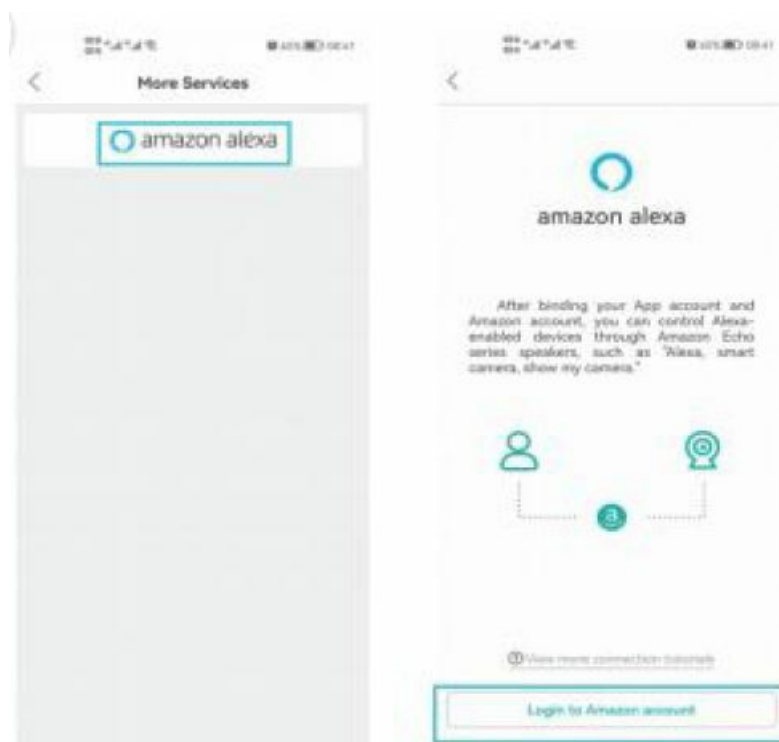 More Services
amazon alexa
amazon alexa
After binding your App account and
Amazon account, you can control Alexa-
enabled devices through Amazon Echo
series speakers, such as "Alexa, smart
camera, show my camera."
View more connection tutorials
Login to Amazon account